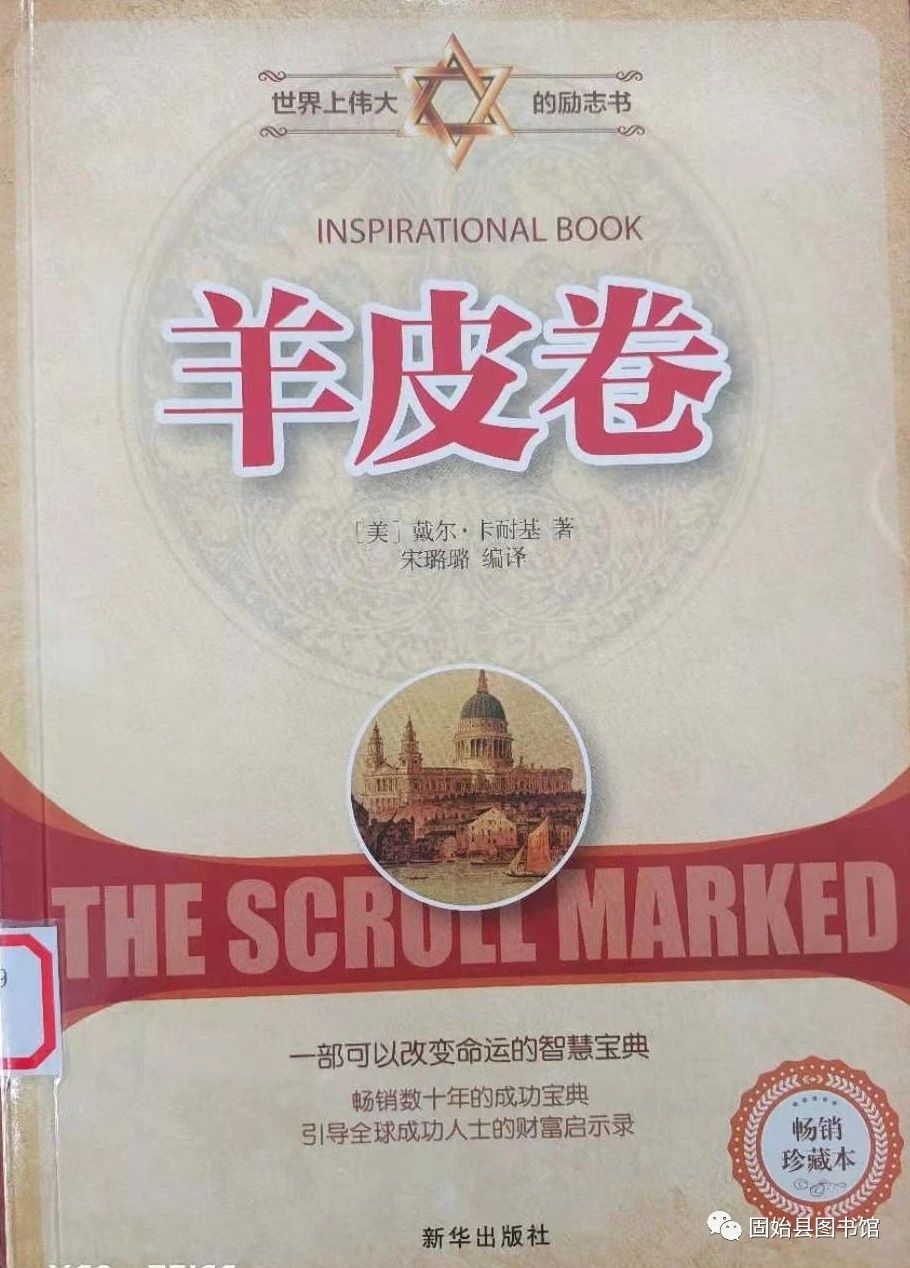 世界上伟大 的励志书
INSPIRATIONAL BOOK
羊皮卷
[美]戴尔·卡耐基 著
宋璐璐 编译
THE SCROLL MARKED
9
一部可以改变命运的智慧宝典
畅销数十年的成功宝典
引导全球成功人士的财富启示录
畅销
珍藏本
新华出版社
固始县图书馆